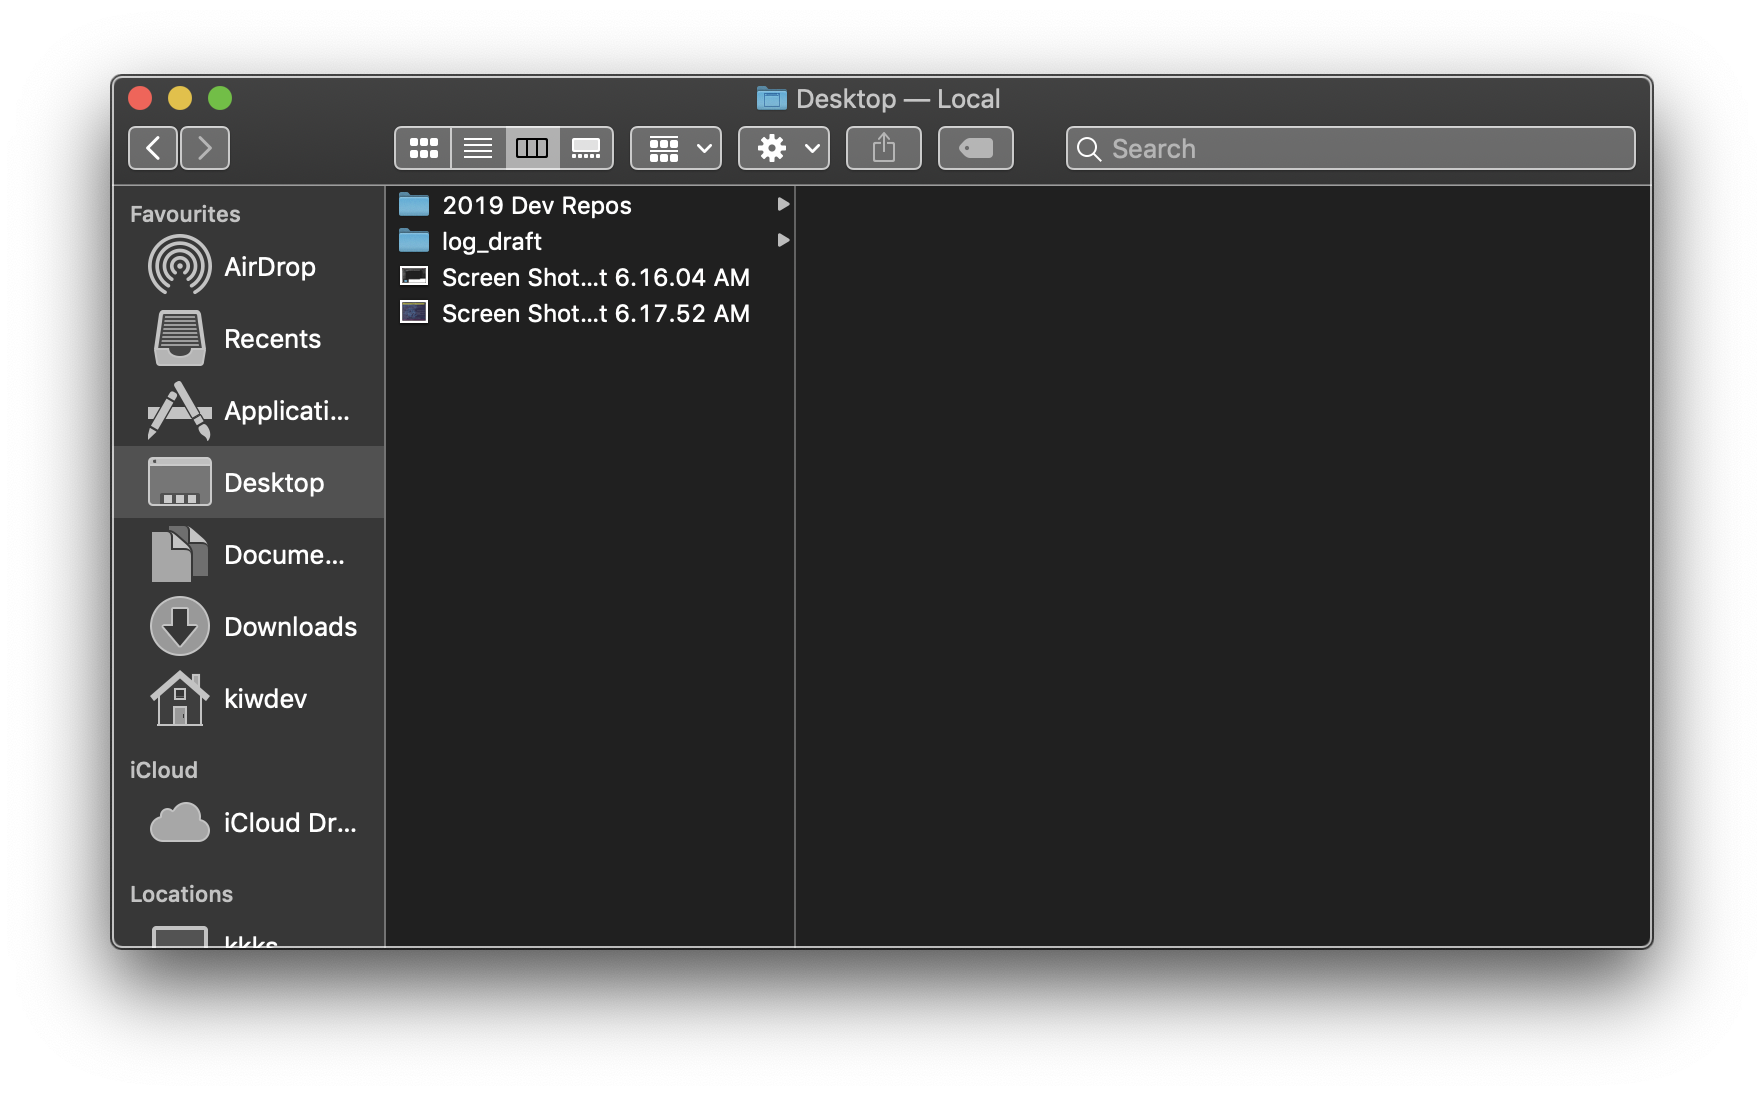 Desktop — Local
Search
Favourites
AirDrop
Recents
Applicati...
Desktop
Docume...
Downloads
kiwdev
iCloud
iCloud Dr...
Locations
kkks
2019 Dev Repos
log_draft
Screen Shot...t 6.16.04 AM
Screen Shot...t 6.17.52 AM